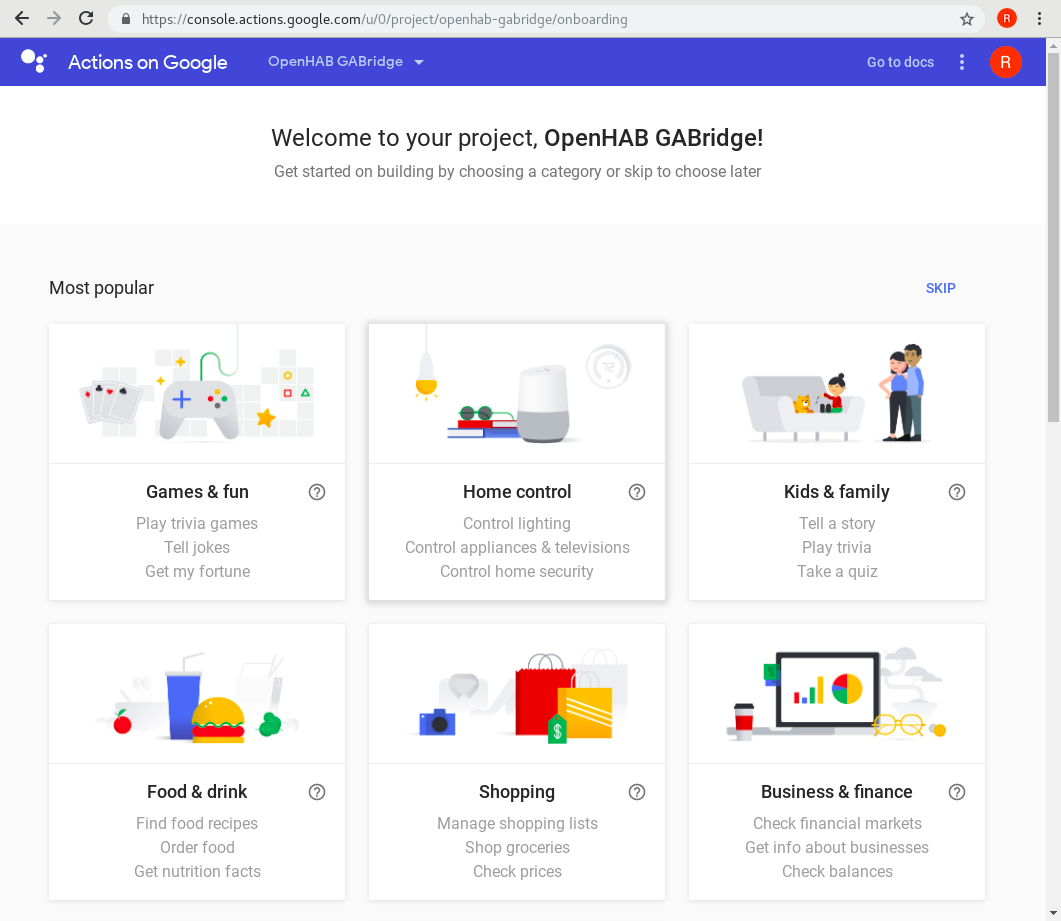 https://console.actions.google.com/u/0/project/openhab-gabridge/onboarding
R
Actions on Google
OpenHAB GABridge
Go to docs
R
Welcome to your project, OpenHAB GABridge!
Get started on building by choosing a category or skip to choose later
Most popular
SKIP
72
Games & fun
Play trivia games
Tell jokes
Get my fortune
Home control
Control lighting
Control appliances & televisions
Control home security
Kids & family
Tell a story
Play trivia
Take a quiz
$
Food & drink
Find food recipes
Order food
Get nutrition facts
Shopping
Manage shopping lists
Shop groceries
Check prices
Business & finance
Check financial markets
Get info about businesses
Check balances